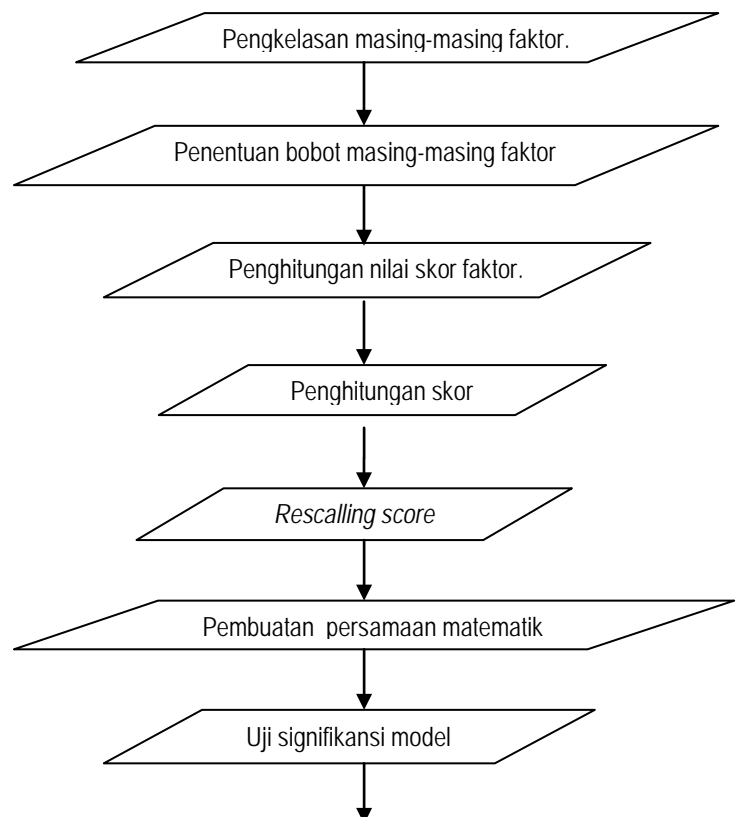 Pengkelasan masing-masing faktor.
Penentuan bobot masing-masing faktor
Penghitungan nilai skor faktor.
Penghitungan skor
Rescalling score
Pembuatan persamaan matematik
Uji signifikansi model